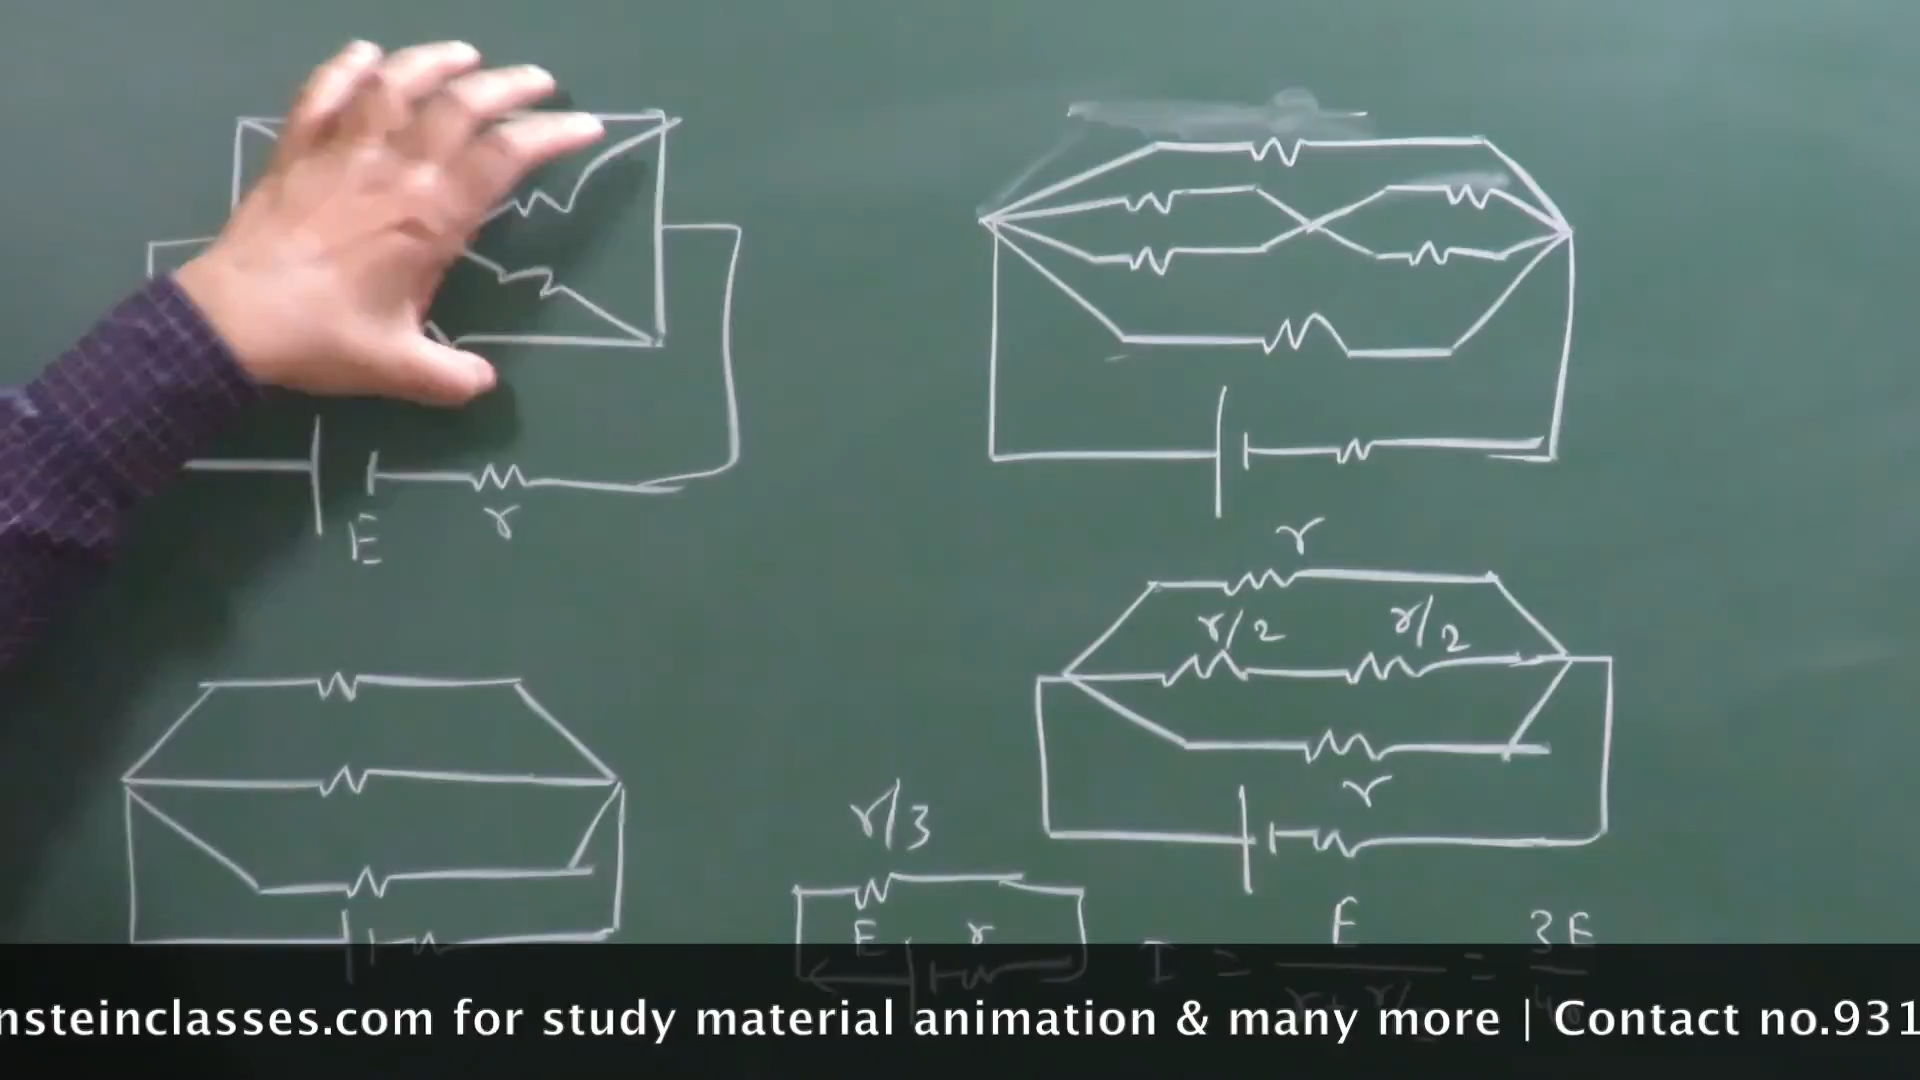 E
r
r
r/2 r/2
r
r/3
E r
I = E / r + r/ = 3E
nsteinclasses.com for study material animation & many more | Contact no.931